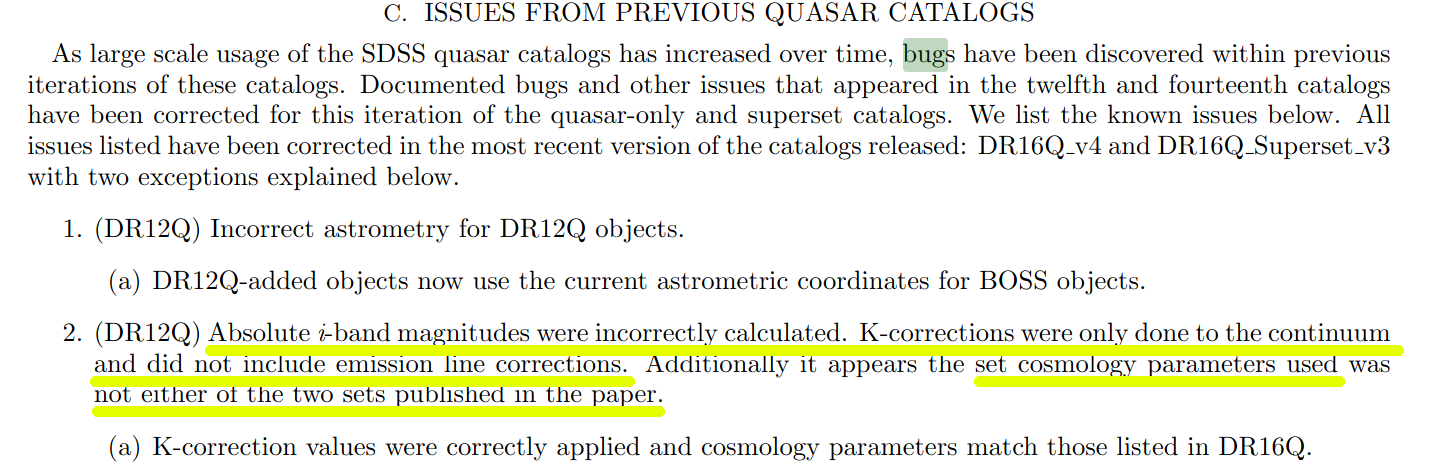 C. ISSUES FROM PREVIOUS QUASAR CATALOGS
As large scale usage of the SDSS quasar catalogs has increased over time, bugs have been discovered within previous
iterations of these catalogs. Documented bugs and other issues that appeared in the twelfth and fourteenth catalogs
have been corrected for this iteration of the quasar-only and superset catalogs. We list the known issues below. All
issues listed have been corrected in the most recent version of the catalogs released: DR16Q_v4 and DR16Q_Superset_v3
with two exceptions explained below.
1. (DR12Q) Incorrect astrometry for DR12Q objects.
(a) DR12Q-added objects now use the current astrometric coordinates for BOSS objects.
2. (DR12Q) Absolute i-band magnitudes were incorrectly calculated. K-corrections were only done to the continuum
and did not include emission line corrections. Additionally it appears the set cosmology parameters used was
not either of the two sets published in the paper.
(a) K-correction values were correctly applied and cosmology parameters match those listed in DR16Q.